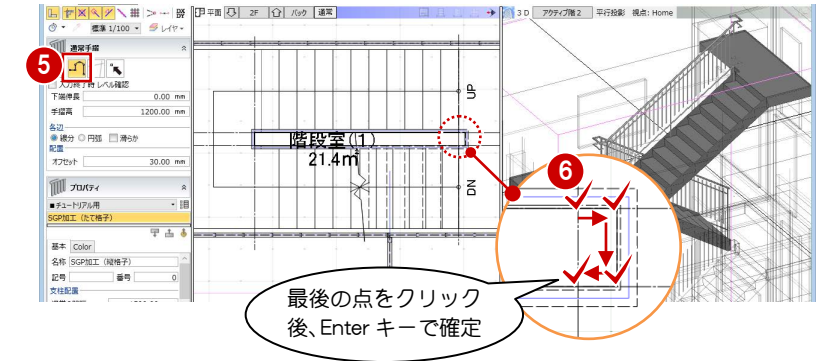 平面 2F バック 通常
3D アクティブ階2 平行投影 視点: Home
標準 1/100 レイヤ
通常手摺
5
入力終了時レベル確認
下端伸長 0.00 mm
手摺高 1200.00 mm
各辺
線分 円弧 滑らか
配置
オフセット 30.00 mm
プロパティ
■チュートリアル用
SGP加工（たて格子）
基本 Color
名称 SGP加工（縦格子）
記号 番号 0
支柱配置
UP
階段室(1)
21.4㎡
DN
6
最後の点をクリック
後、Enter キーで確定